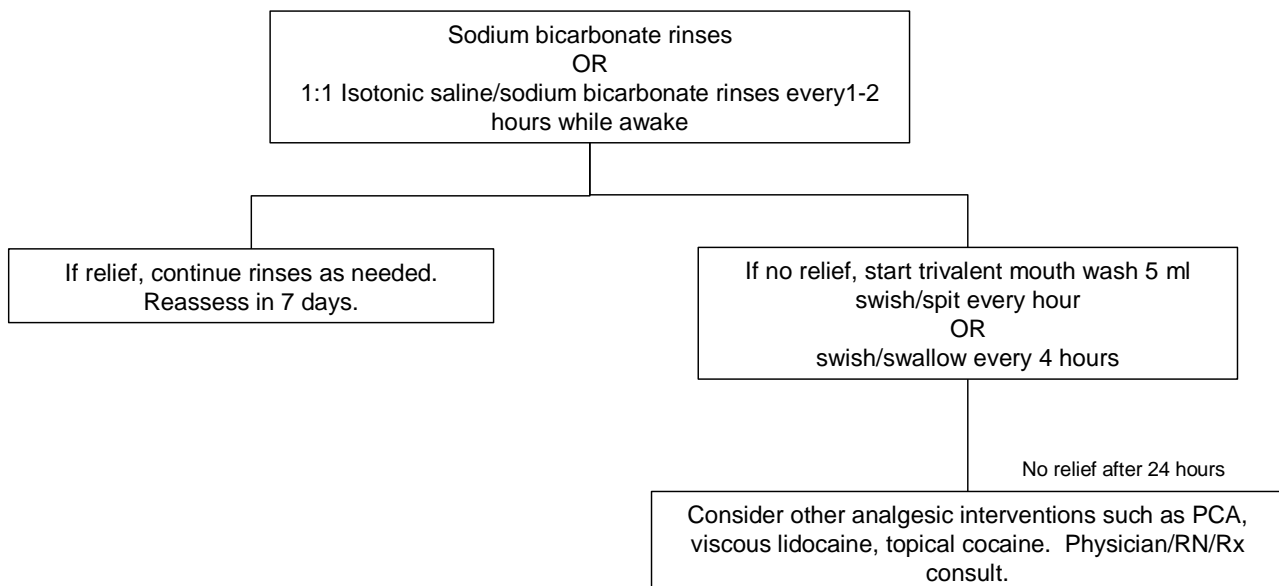 Sodium bicarbonate rinses
OR
1:1 Isotonic saline/sodium bicarbonate rinses every1-2
hours while awake
If relief, continue rinses as needed.
Reassess in 7 days.
If no relief, start trivalent mouth wash 5 ml
swish/spit every hour
OR
swish/swallow every 4 hours
No relief after 24 hours
Consider other analgesic interventions such as PCA,
viscous lidocaine, topical cocaine.  Physician/RN/Rx
consult.